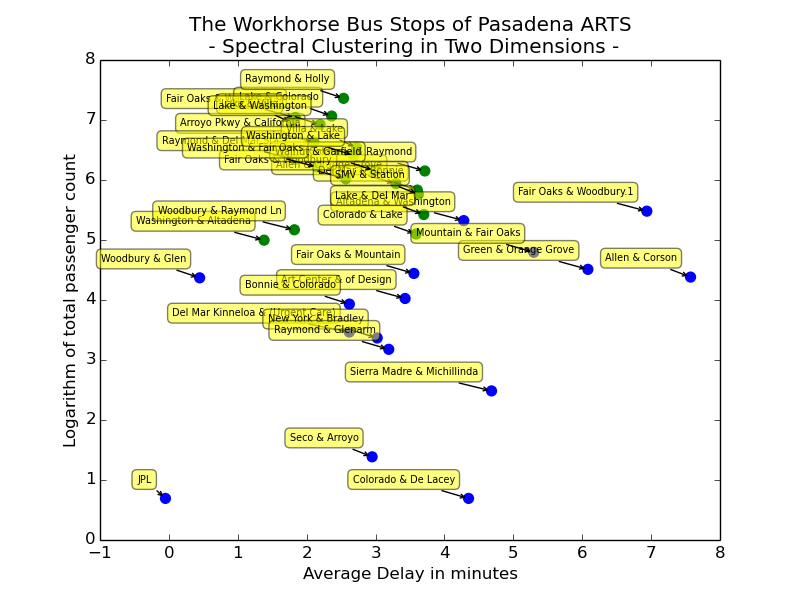 The Workhorse Bus Stops of Pasadena ARTS
- Spectral Clustering in Two Dimensions -
8
Raymond & Holly
Lake & Colorado
Fair Oaks
Lake & Washington
7
Arroyo Pkwy & California
Villa & Lake
Washington & Lake
Raymond & Del Mar
Washington & Fair Oaks
& Garfield
Raymond
Fair Oaks & Woodbury
Allen &
SMV & Station
6
Fair Oaks & Woodbury.1
Lake & Del Mar
Altadena & Washington
Woodbury & Raymond Ln
Colorado & Lake
Washington & Altadena
Mountain & Fair Oaks
5
Green & Orange Grove
Fair Oaks & Mountain
Woodbury & Glen
Allen & Corson
Art Center & of Design
Bonnie & Colorado
4
Del Mar Kinneloa & (Urgent Care)
New York & Bradley
Raymond & Glenarm
3
Sierra Madre & Michillinda
2
Seco & Arroyo
1
JPL
Colorado & De Lacey
0
−1 0 1 2 3 4 5 6 7 8
Average Delay in minutes
Logarithm of total passenger count